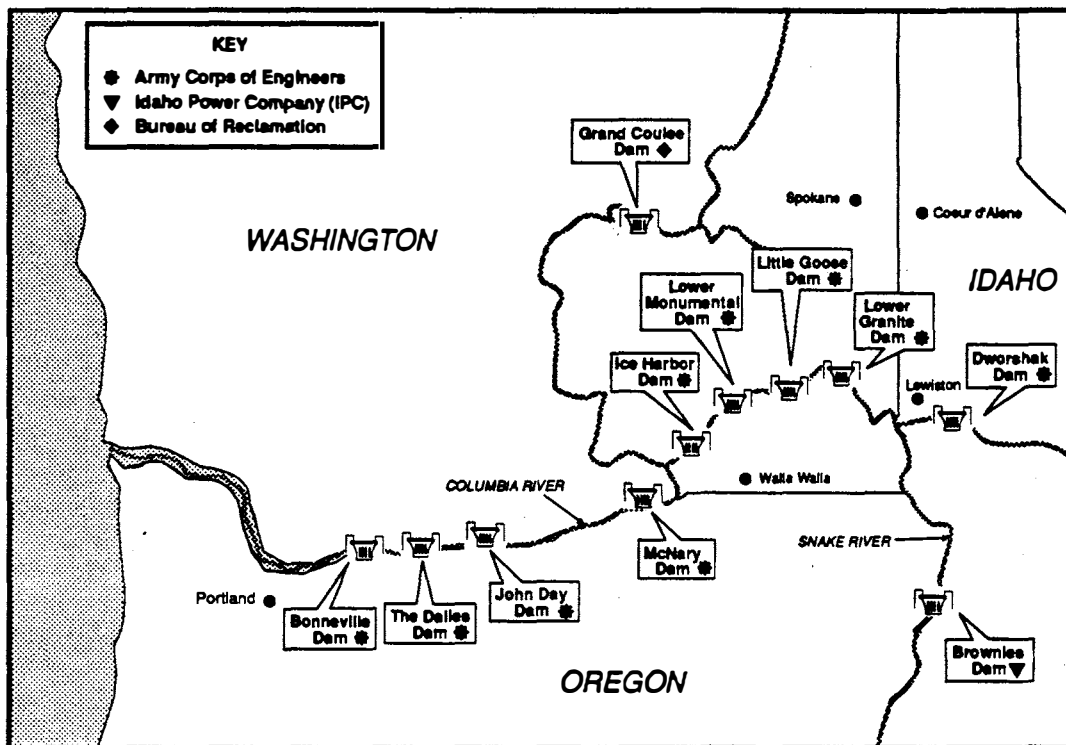 KEY
Army Corps of Engineers
Idaho Power Company (IPC)
Bureau of Reclamation
Grand Coulee
Dam
Spokane
Coeur d'Alene
WASHINGTON
Little Goose
Dam
IDAHO
Lower
Monumental
Dam
Lower
Granite
Dam
Ice Harbor
Dam
Dworshak
Dam
Lewiston
Walla Walla
COLUMBIA RIVER
SNAKE RIVER
McNary
Dam
Portland
John Day
Dam
The Dalles
Dam
Bonneville
Dam
Brownlee
Dam
OREGON